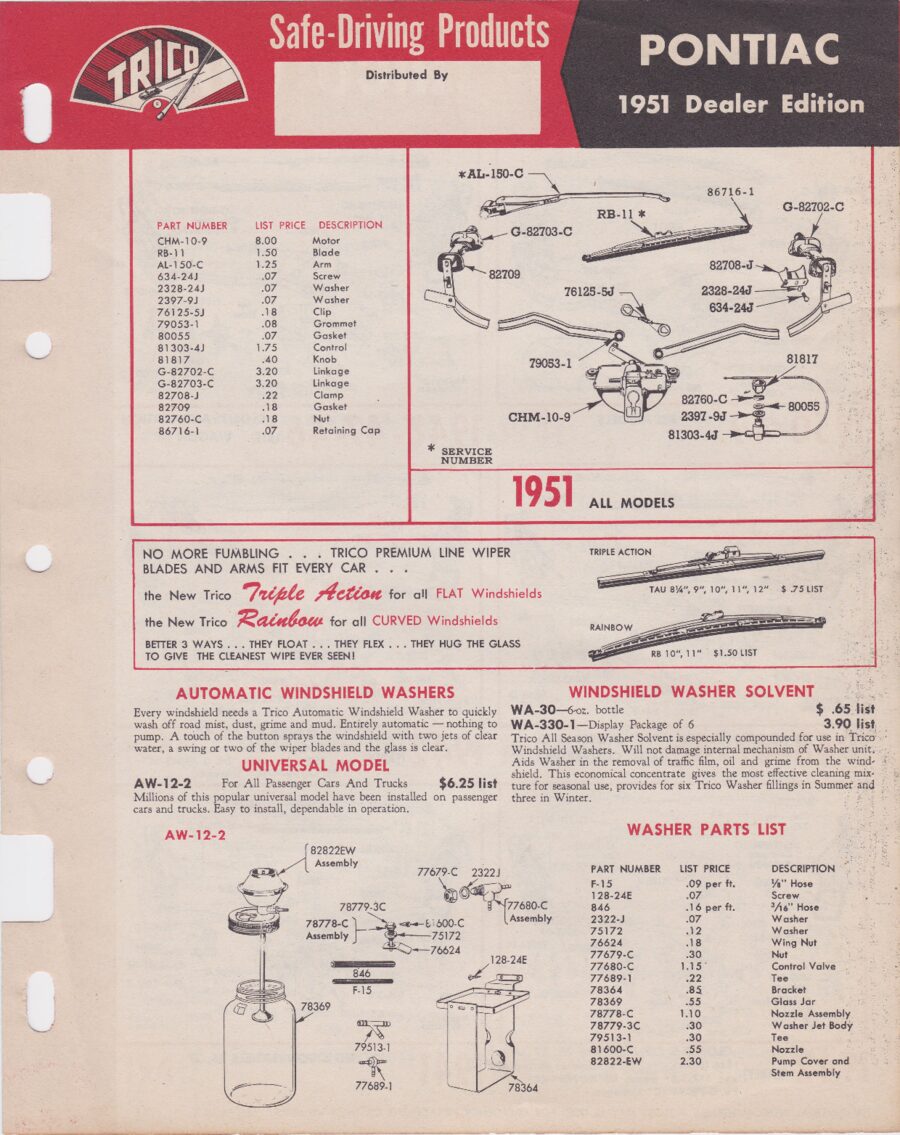 TRICO
Safe-Driving Products
Distributed By
PONTIAC
1951 Dealer Edition
PART NUMBER LIST PRICE DESCRIPTION
CHM-10-9 8.00 Motor
RB-11 1.50 Blade
AL-150-C 1.25 Arm
634-24J .07 Screw
2328-24J .07 Washer
2397-9J .07 Washer
76125-5J .18 Clip
79053-1 .08 Grommet
80055 .07 Gasket
81303-4J 1.75 Control
81817 .40 Knob
G-82702-C 3.20 Linkage
G-82703-C 3.20 Linkage
82708-J .22 Clamp
82709 .18 Gasket
82760-C .18 Nut
86716-1 .07 Retaining Cap
*AL-150-C
86716-1
RB-11 *
G-82702-C
G-82703-C
82709
82708-J
76125-5J
2328-24J
634-24J
79053-1
81817
82760-C
80055
CHM-10-9
2397-9J
81303-4J
* SERVICE
NUMBER
1951 ALL MODELS
NO MORE FUMBLING . . . TRICO PREMIUM LINE WIPER
BLADES AND ARMS FIT EVERY CAR . . .
the New Trico Triple Action for all FLAT Windshields
the New Trico Rainbow for all CURVED Windshields
BETTER 3 WAYS . . . THEY FLOAT . . . THEY FLEX . . . THEY HUG THE GLASS
TO GIVE THE CLEANEST WIPE EVER SEEN!
TRIPLE ACTION
TAU 8¼", 9", 10", 11", 12" $ .75 LIST
RAINBOW
RB 10", 11" $1.50 LIST
AUTOMATIC WINDSHIELD WASHERS
Every windshield needs a Trico Automatic Windshield Washer to quickly
wash off road mist, dust, grime and mud. Entirely automatic — nothing to
pump. A touch of the button sprays the windshield with two jets of clear
water, a swing or two of the wiper blades and the glass is clear.
UNIVERSAL MODEL
AW-12-2 For All Passenger Cars And Trucks $6.25 list
Millions of this popular universal model have been installed on passenger
cars and trucks. Easy to install, dependable in operation.
WINDSHIELD WASHER SOLVENT
WA-30—6-oz. bottle $ .65 list
WA-330-1—Display Package of 6 3.90 list
Trico All Season Washer Solvent is especially compounded for use in Trico
Windshield Washers. Will not damage internal mechanism of Washer unit.
Aids Washer in the removal of traffic film, oil and grime from the wind-
shield. This economical concentrate gives the most effective cleaning mix-
ture for seasonal use, provides for six Trico Washer fillings in Summer and
three in Winter.
AW-12-2
82822EW
Assembly
77679-C 2322J
78779-3C
77680-C
Assembly
78778-C
Assembly
81600-C
75172
76624
128-24E
846
F-15
78369
79513-1
77689-1
78364
WASHER PARTS LIST
PART NUMBER LIST PRICE DESCRIPTION
F-15 .09 per ft. ⅛" Hose
128-24E .07 Screw
846 .16 per ft. 3/16" Hose
2322-J .07 Washer
75172 .12 Washer
76624 .18 Wing Nut
77679-C .30 Nut
77680-C 1.15 Control Valve
77689-1 .22 Tee
78364 .85 Bracket
78369 .55 Glass Jar
78778-C 1.10 Nozzle Assembly
78779-3C .30 Washer Jet Body
79513-1 .30 Tee
81600-C .55 Nozzle
82822-EW 2.30 Pump Cover and
Stem Assembly